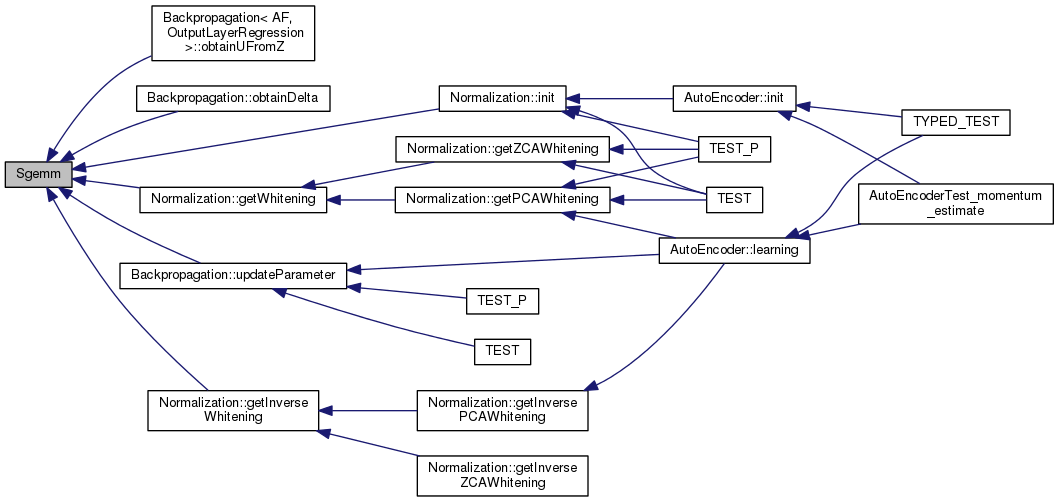 Backpropagation< AF,
OutputLayerRegression
>::obtainUFromZ
Backpropagation::obtainDelta
Normalization::init
AutoEncoder::init
TYPED_TEST
Normalization::getZCAWhitening
TEST_P
Sgemm
Normalization::getWhitening
Normalization::getPCAWhitening
TEST
AutoEncoderTest_momentum
_estimate
AutoEncoder::learning
Backpropagation::updateParameter
TEST_P
TEST
Normalization::getInverse
Whitening
Normalization::getInverse
PCAWhitening
Normalization::getInverse
ZCAWhitening